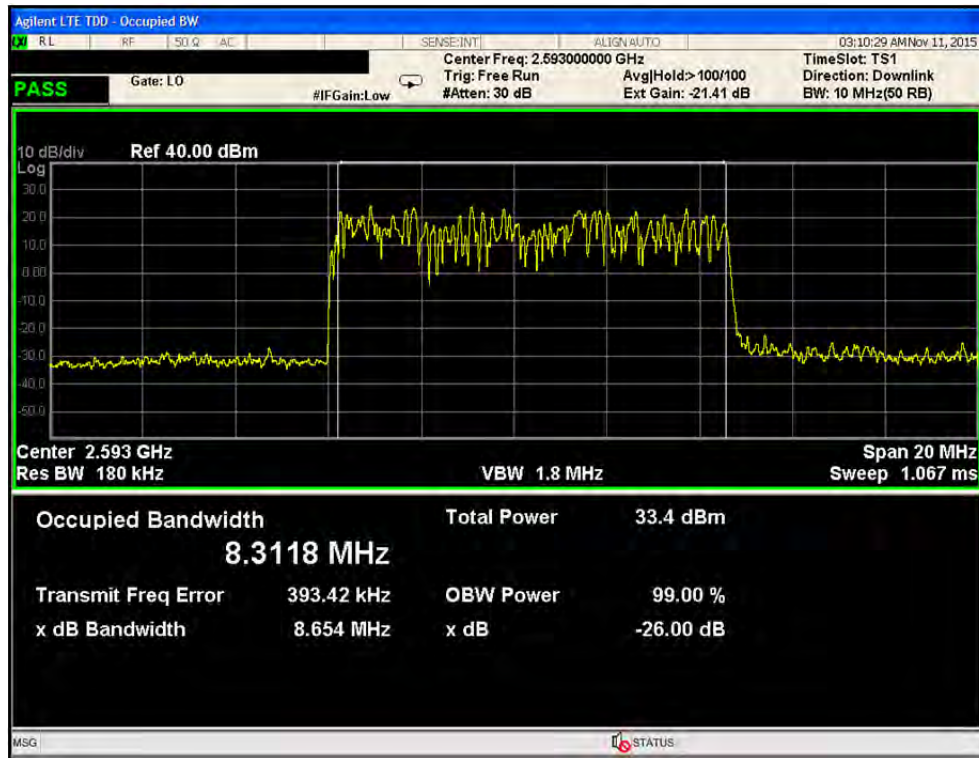 Agilent LTE TDD - Occupied BW
LXI RL RF 50 Ω AC SENSE:INT ALIGN AUTO 03:10:29 AM Nov 11, 2015
Center Freq: 2.593000000 GHz TimeSlot: TS1
Gate: LO Trig: Free Run Avg|Hold:> 100/100 Direction: Downlink
PASS #IFGain:Low #Atten: 30 dB Ext Gain: -21.41 dB BW: 10 MHz(50 RB)
10 dB/div Ref 40.00 dBm
Log
30.0
20.0
10.0
0.00
-10.0
-20.0
-30.0
-40.0
-50.0
Center 2.593 GHz Span 20 MHz
Res BW 180 kHz VBW 1.8 MHz Sweep 1.067 ms
Occupied Bandwidth Total Power 33.4 dBm
8.3118 MHz
Transmit Freq Error 393.42 kHz OBW Power 99.00 %
x dB Bandwidth 8.654 MHz x dB -26.00 dB
MSG STATUS